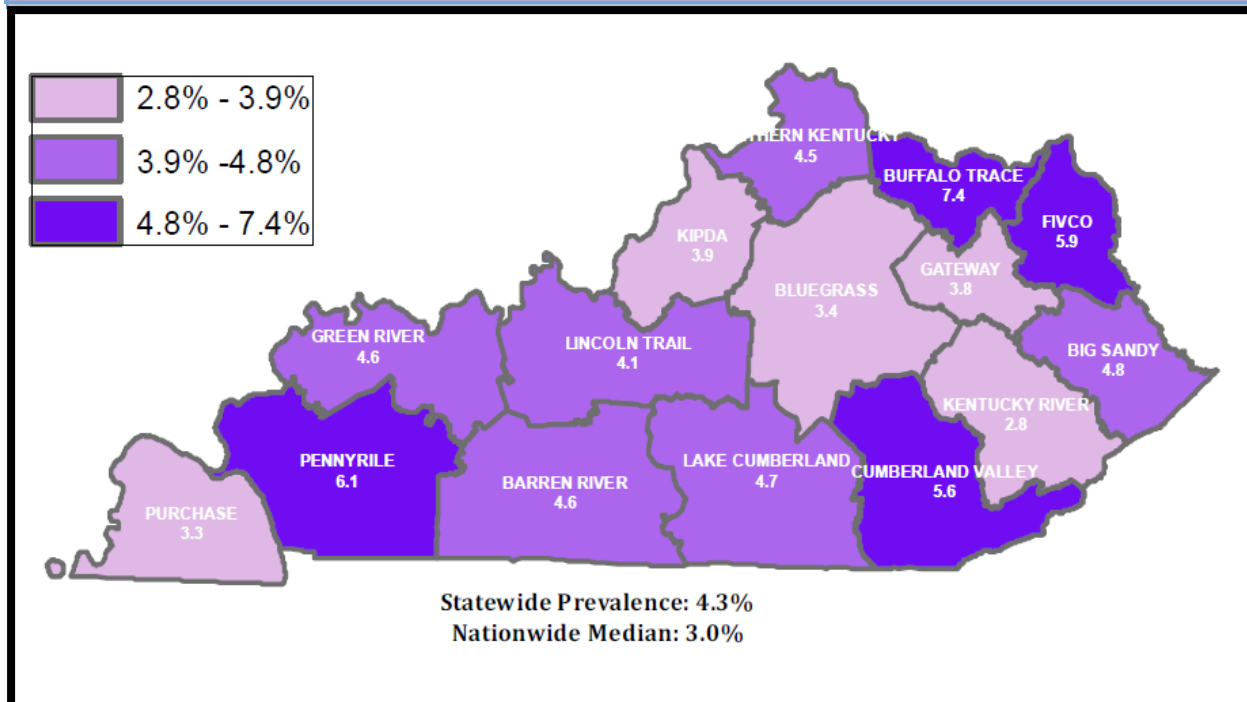 2.8% - 3.9%
3.9% -4.8%
4.8% - 7.4%
THERN KENTUCKY
4.5
BUFFALO TRACE
7.4
FIVCO
5.9
KIPDA
3.9
GATEWAY
3.8
BLUEGRASS
3.4
GREEN RIVER
4.6
LINCOLN TRAIL
4.1
BIG SANDY
4.8
KENTUCKY RIVER
2.8
PENNYRILE
6.1
LAKE CUMBERLAND
4.7
CUMBERLAND VALLEY
5.6
BARREN RIVER
4.6
PURCHASE
3.3
Statewide Prevalence: 4.3%
Nationwide Median: 3.0%